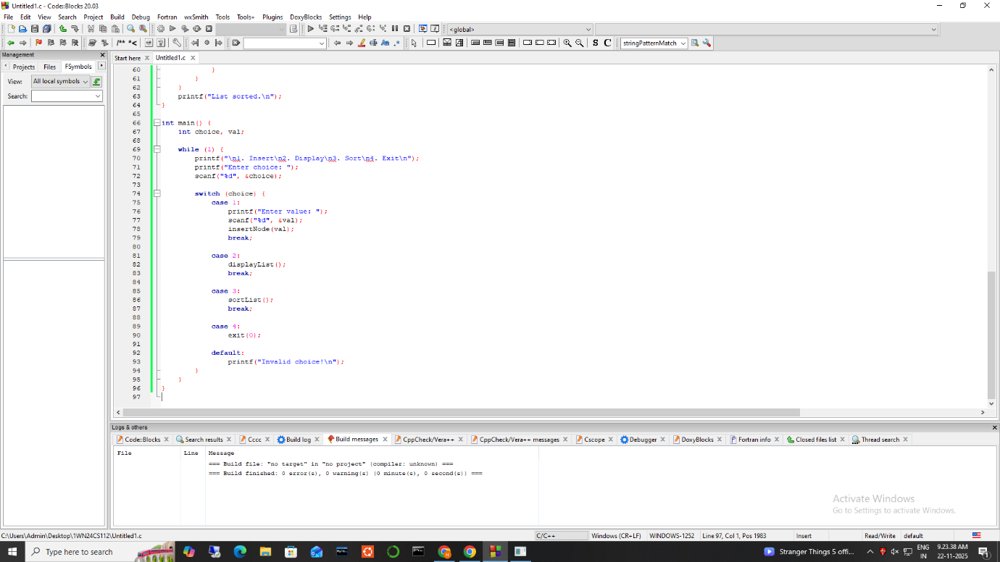 Untitled1.c - Code::Blocks 20.03
File Edit View Search Project Build Debug Fortran wxSmith Tools Tools+ Plugins DoxyBlocks Settings Help
<global>
/** *<
S C stringPatternMatch
Management
Projects Files FSymbols
View: All local symbols
Search:
Start here Untitled1.c
60 }
61 }
62 }
63 printf("List sorted.\n");
64 }
65
66 int main() {
67 int choice, val;
68
69 while (1) {
70 printf("\n1. Insert\n2. Display\n3. Sort\n4. Exit\n");
71 printf("Enter choice: ");
72 scanf("%d", &choice);
73
74 switch (choice) {
75 case 1:
76 printf("Enter value: ");
77 scanf("%d", &val);
78 insertNode(val);
79 break;
80
81 case 2:
82 displayList();
83 break;
84
85 case 3:
86 sortList();
87 break;
88
89 case 4:
90 exit(0);
91
92 default:
93 printf("Invalid choice!\n");
94 }
95 }
96 }
97
Logs & others
Code::Blocks Search results Cccc Build log Build messages CppCheck/Vera++ CppCheck/Vera++ messages Cscope Debugger DoxyBlocks Fortran info Closed files list Thread search
File Line Message
=== Build file: "no target" in "no project" (compiler: unknown) ===
=== Build finished: 0 error(s), 0 warning(s) (0 minute(s), 0 second(s)) ===
Activate Windows
Go to Settings to activate Windows.
C:\Users\Admin\Desktop\1WN24CS112\Untitled1.c C/C++ Windows (CR+LF) WINDOWS-1252 Line 97, Col 1, Pos 1983 Insert Read/Write default
Type here to search
Stranger Things 5 offi...
ENG
IN
9.23.38 AM
22-11-2025
1